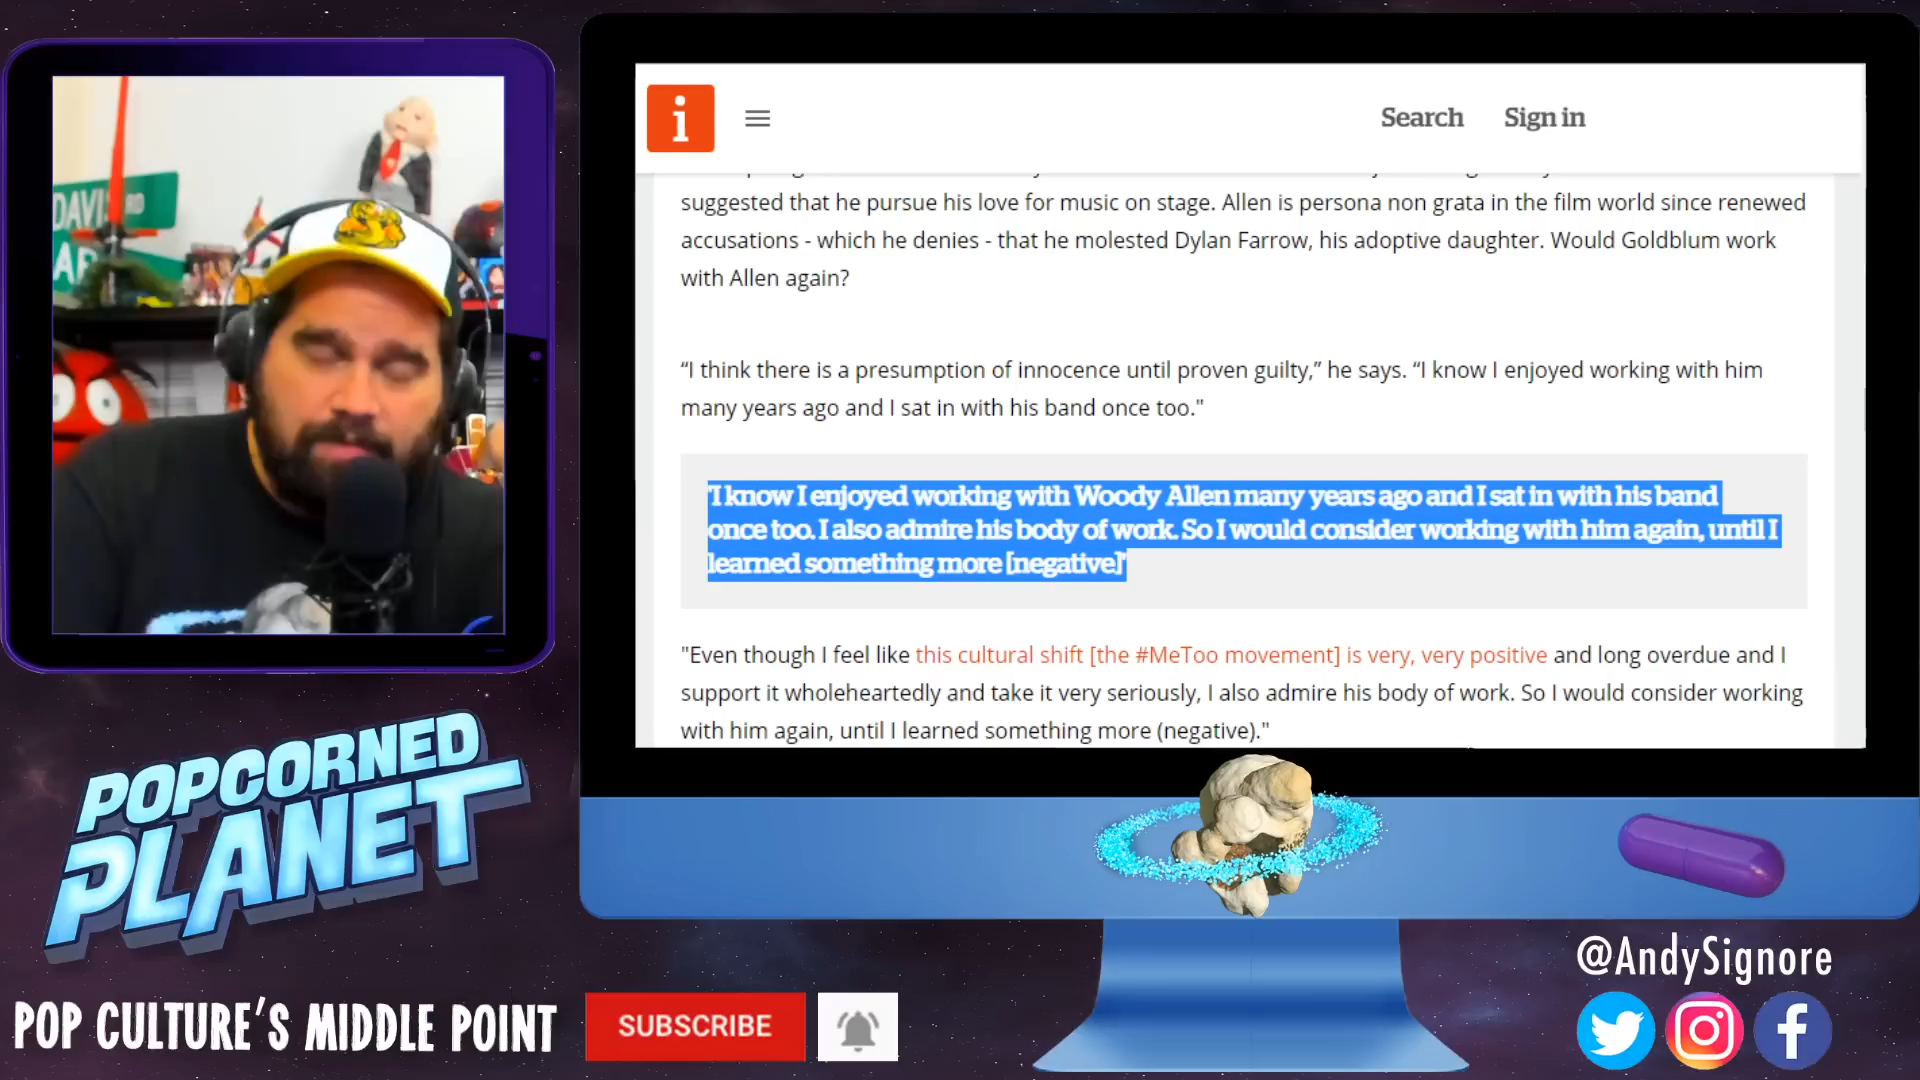 DAVIS RD
i
Search
Sign in
suggested that he pursue his love for music on stage. Allen is persona non grata in the film world since renewed
accusations - which he denies - that he molested Dylan Farrow, his adoptive daughter. Would Goldblum work
with Allen again?
“I think there is a presumption of innocence until proven guilty,” he says. “I know I enjoyed working with him
many years ago and I sat in with his band once too."
'I know I enjoyed working with Woody Allen many years ago and I sat in with his band
once too. I also admire his body of work. So I would consider working with him again, until I
learned something more [negative]'
"Even though I feel like this cultural shift [the #MeToo movement] is very, very positive and long overdue and I
support it wholeheartedly and take it very seriously, I also admire his body of work. So I would consider working
with him again, until I learned something more (negative)."
POPCORNED
PLANET
POP CULTURE'S MIDDLE POINT
SUBSCRIBE
@AndySignore